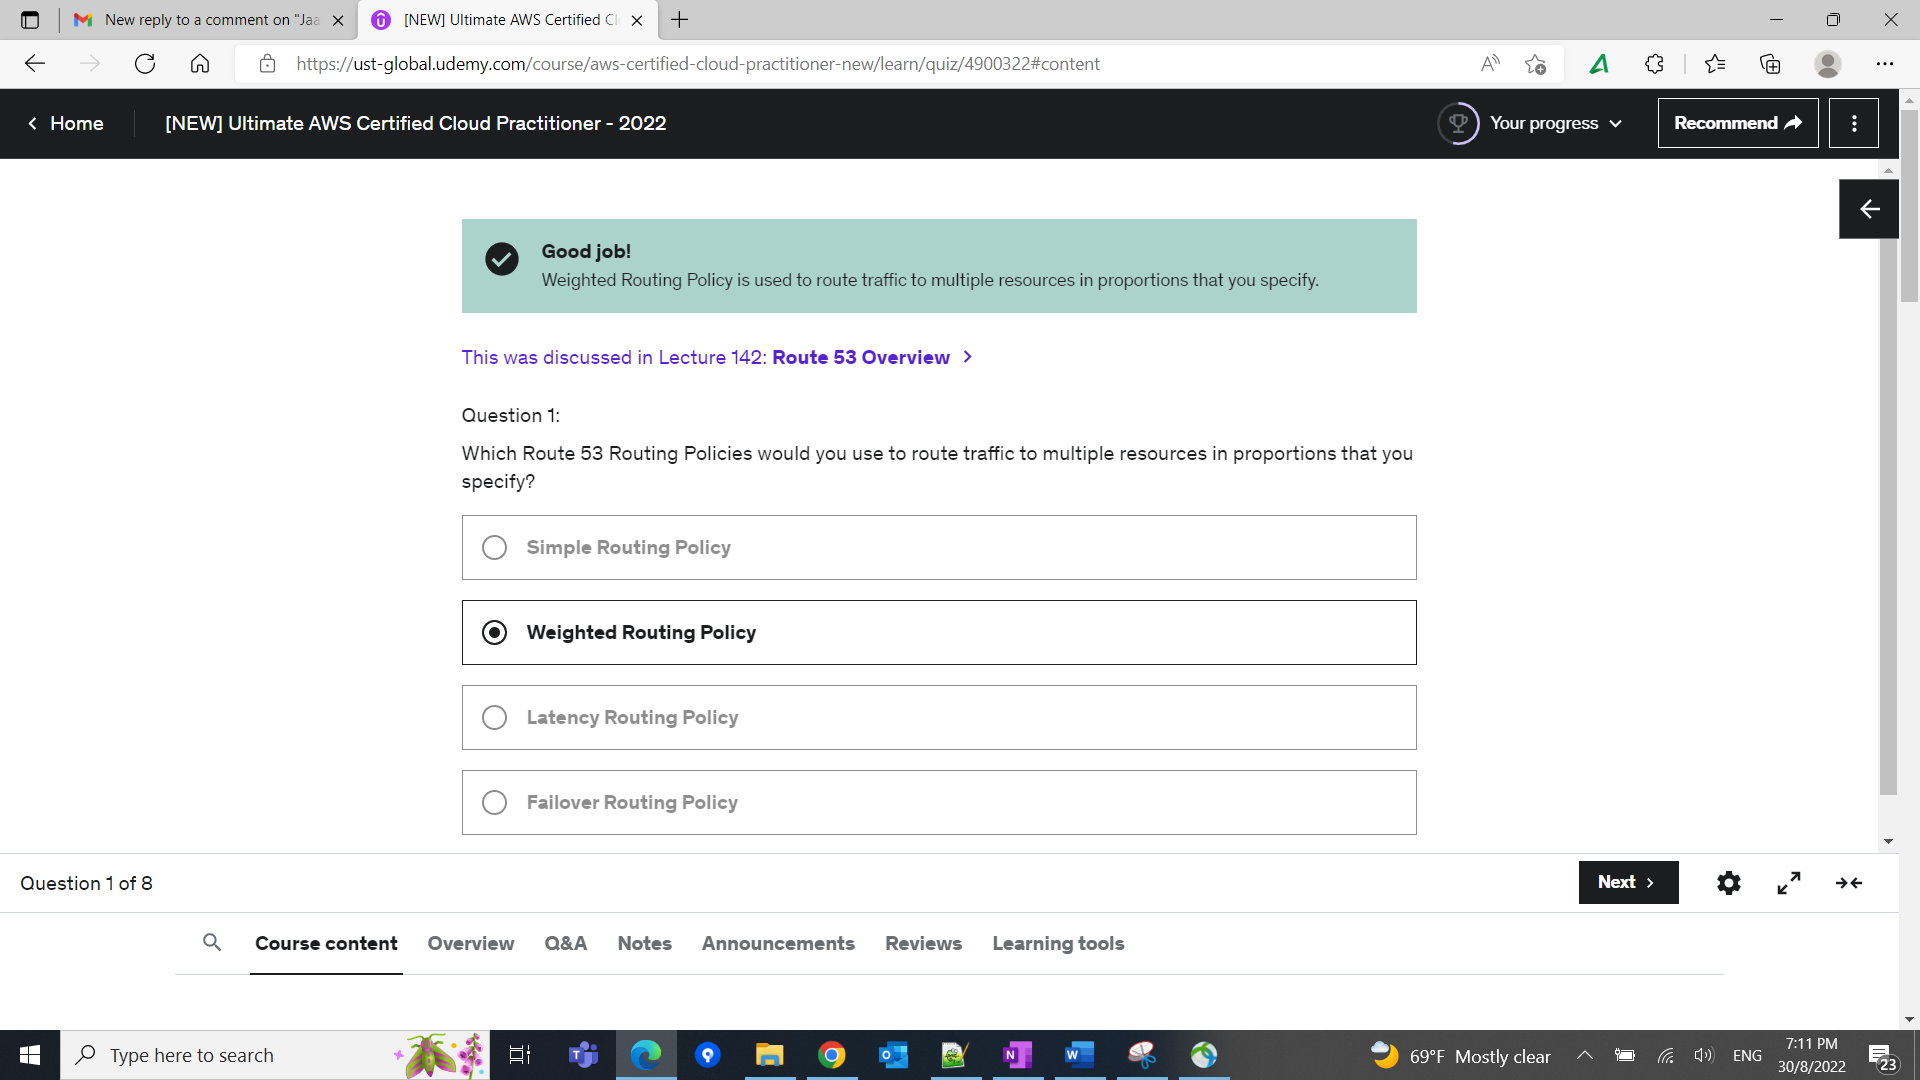 New reply to a comment on "Jaa
[NEW] Ultimate AWS Certified Cl
https://ust-global.udemy.com/course/aws-certified-cloud-practitioner-new/learn/quiz/4900322#content
Home
[NEW] Ultimate AWS Certified Cloud Practitioner - 2022
Your progress
Recommend
Good job!
Weighted Routing Policy is used to route traffic to multiple resources in proportions that you specify.
This was discussed in Lecture 142: Route 53 Overview
Question 1:
Which Route 53 Routing Policies would you use to route traffic to multiple resources in proportions that you
specify?
Simple Routing Policy
Weighted Routing Policy
Latency Routing Policy
Failover Routing Policy
Question 1 of 8
Next
Course content Overview Q&A Notes Announcements Reviews Learning tools
Type here to search
69°F Mostly clear
ENG
7:11 PM
30/8/2022
23